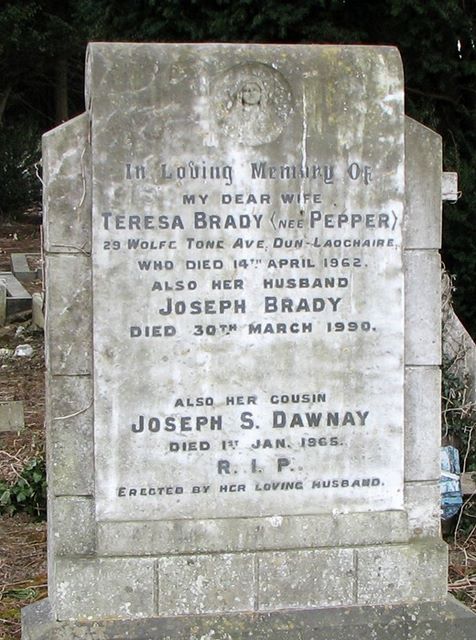 In Loving Memory Of
MY DEAR WIFE
TERESA BRADY (NEE PEPPER)
29 WOLFE TONE AVE, DUN-LAOGHAIRE,
WHO DIED 14TH APRIL 1962.
ALSO HER HUSBAND
JOSEPH BRADY
DIED 30TH MARCH 1990.
ALSO HER COUSIN
JOSEPH S. DAWNAY
DIED 1ST JAN. 1965.
R. I. P.
ERECTED BY HER LOVING HUSBAND.